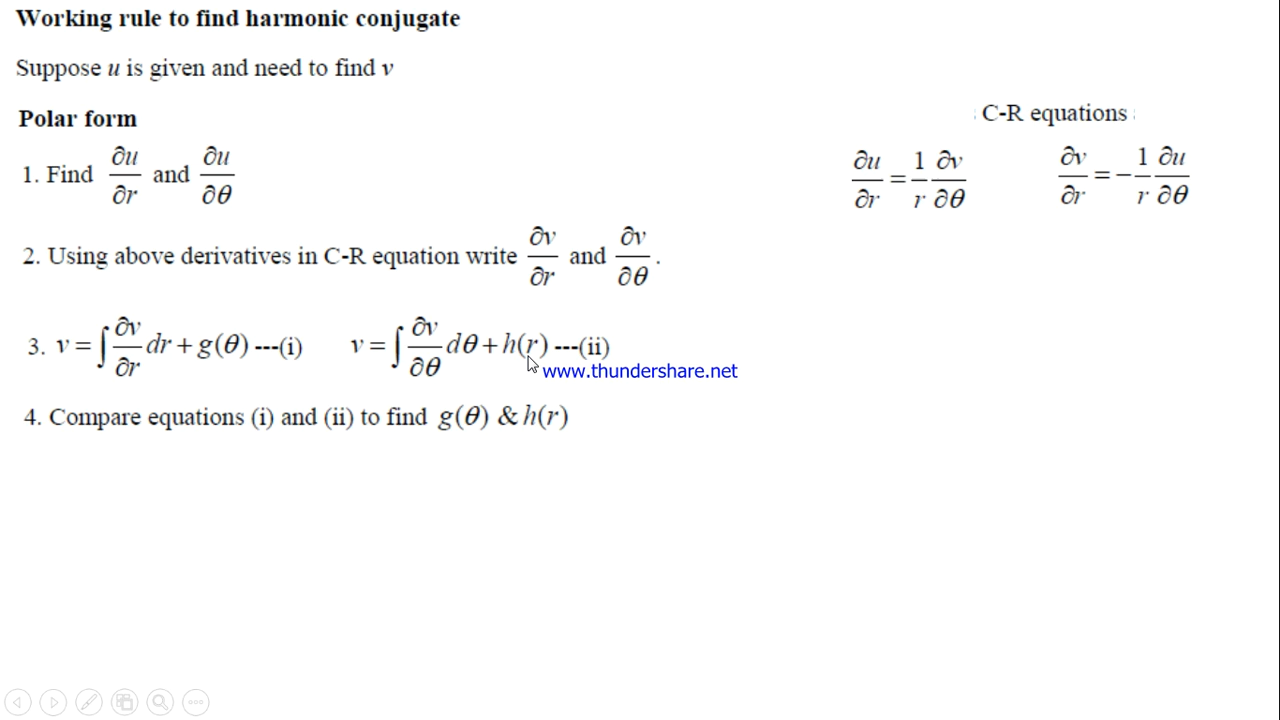 Working rule to find harmonic conjugate
Suppose u is given and need to find v
Polar form
C-R equations
1. Find ∂u/∂r and ∂u/∂θ
∂u/∂r = 1/r ∂v/∂θ
∂v/∂r = − 1/r ∂u/∂θ
2. Using above derivatives in C-R equation write ∂v/∂r and ∂v/∂θ .
3. v = ∫ ∂v/∂r dr + g(θ) ---(i) v = ∫ ∂v/∂θ dθ + h(r) ---(ii)
www.thundershare.net
4. Compare equations (i) and (ii) to find g(θ) & h(r)